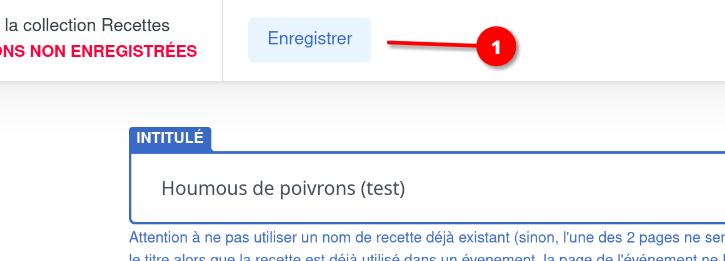 la collection Recettes
ONS NON ENREGISTRÉES
Enregistrer
1
INTITULÉ
Houmous de poivrons (test)
Attention à ne pas utiliser un nom de recette déjà existant (sinon, l'une des 2 pages ne ser
le titre alors que la recette est déjà utilisé dans un évenement, la page de l'événement ne